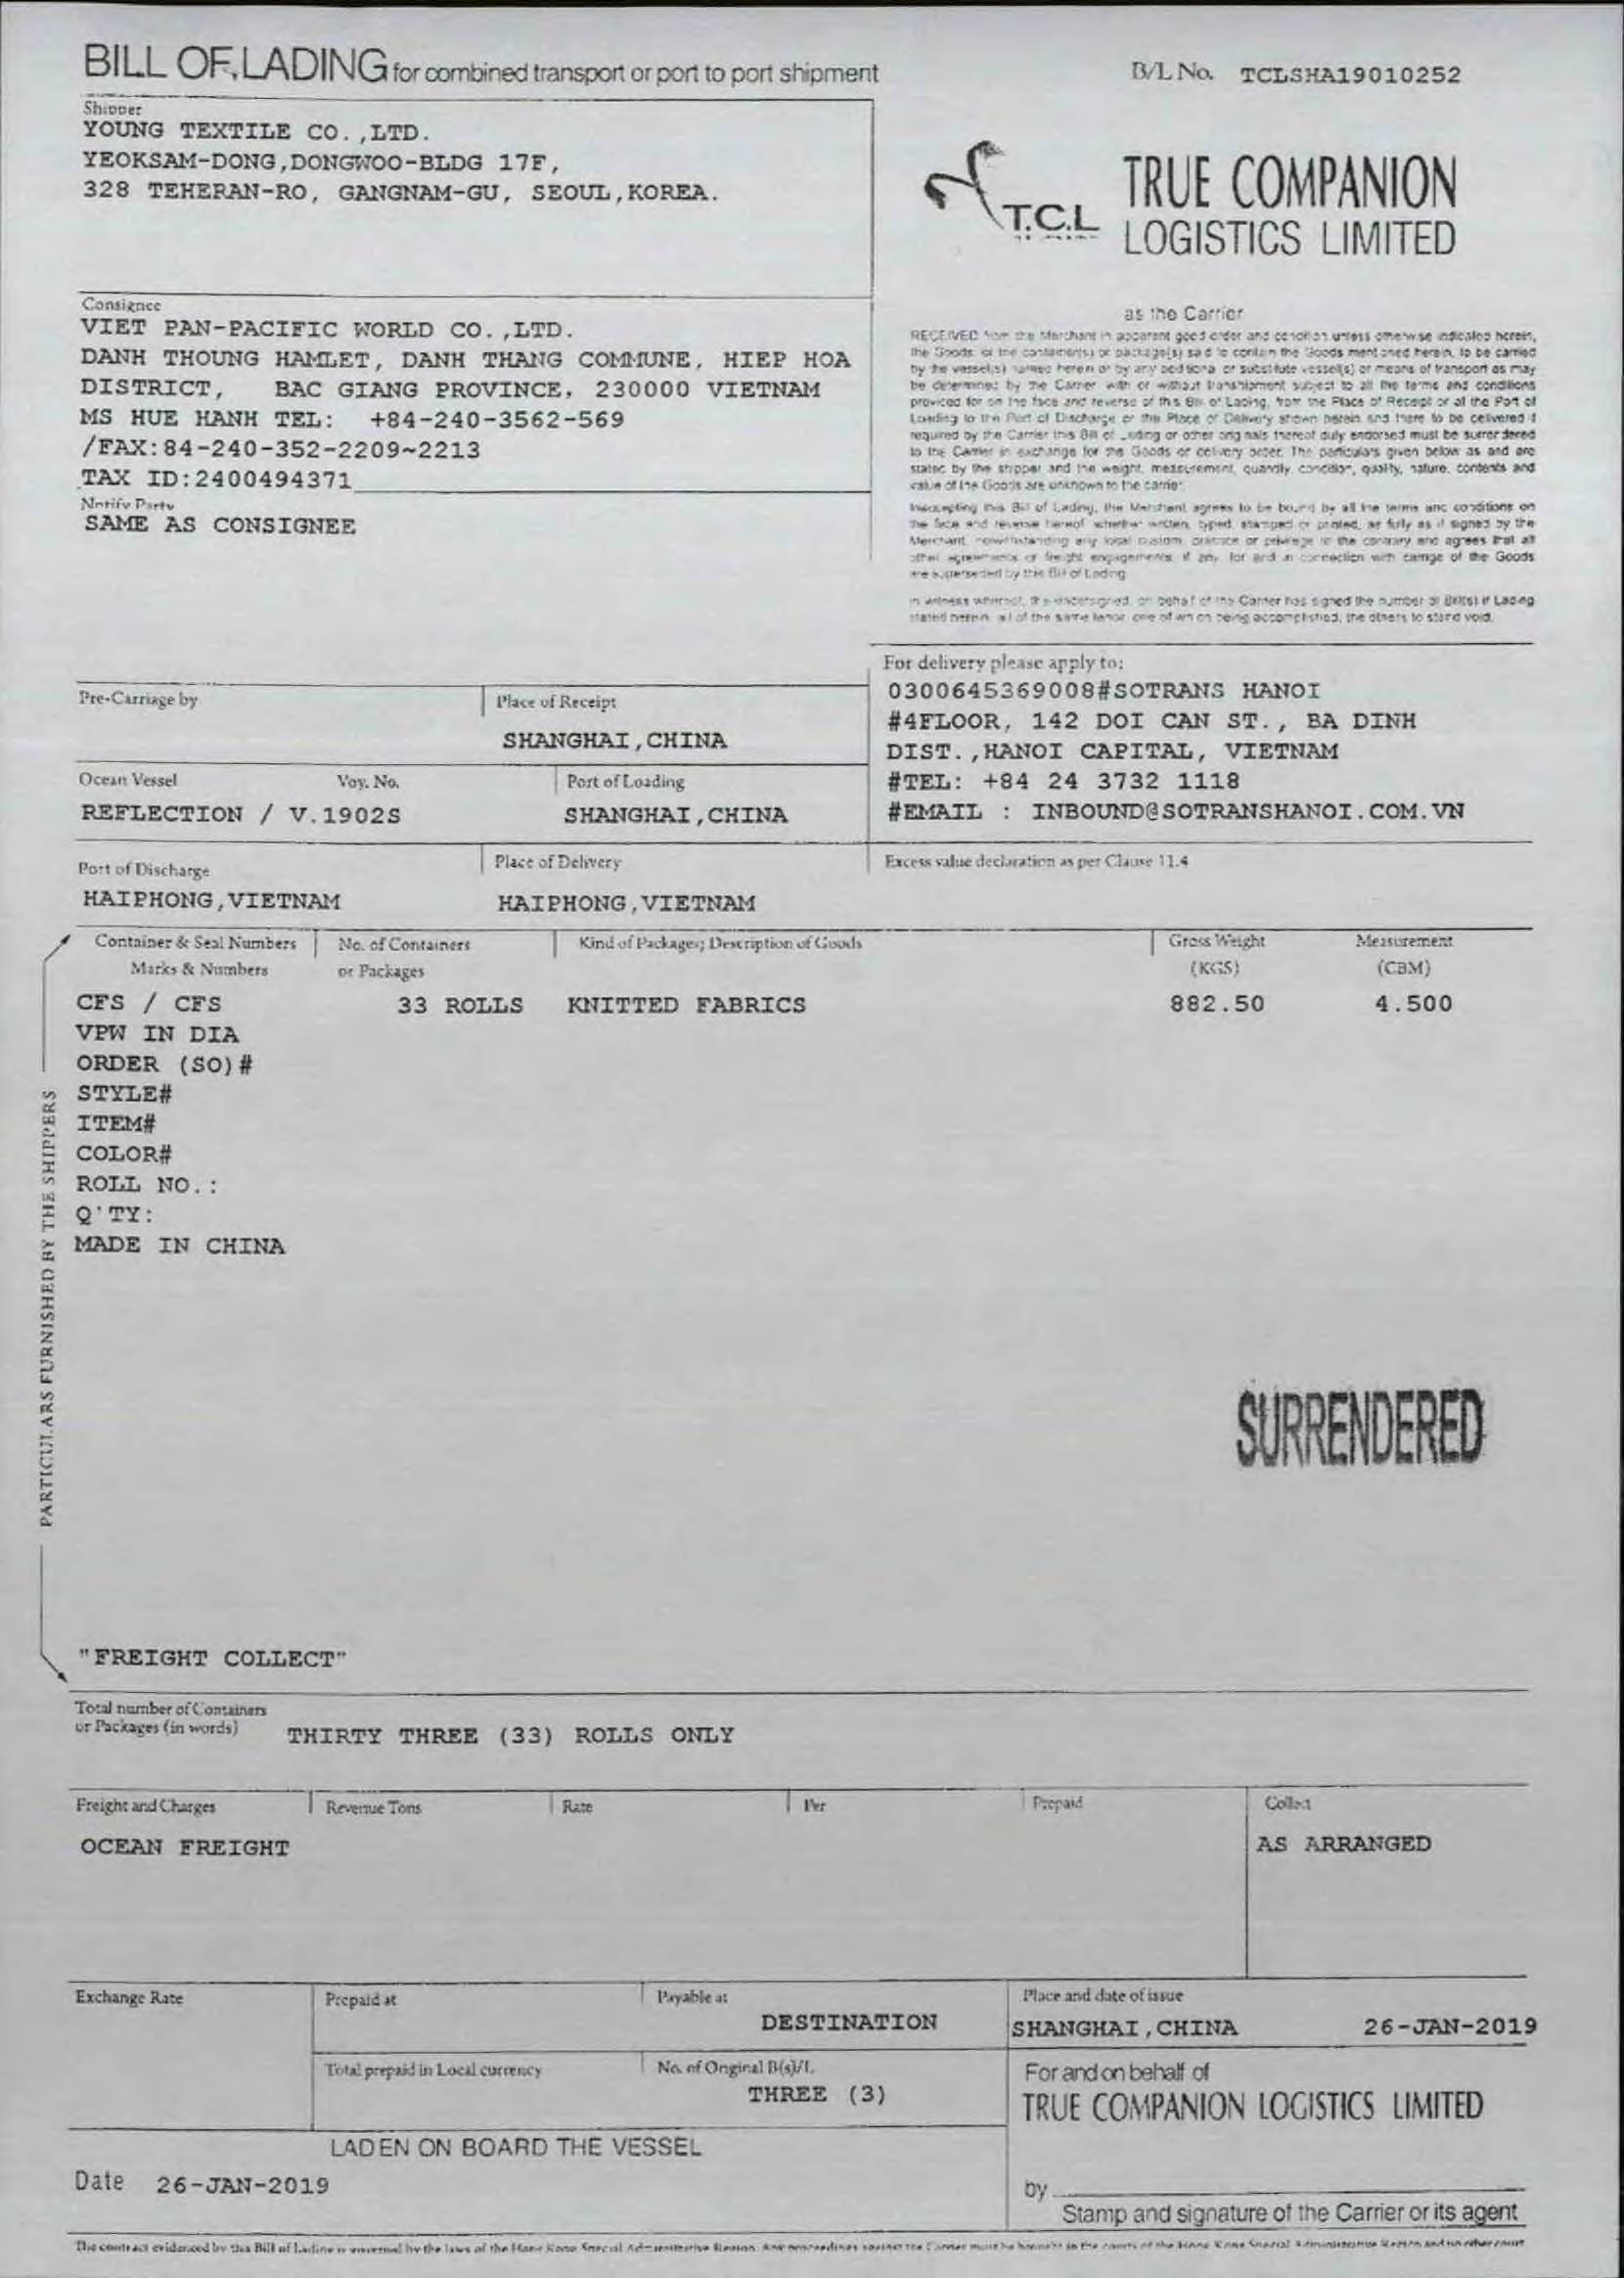 BILL OF LADING for combined transport or port to port shipment
B/L No. TCLSHA19010252
Shipper
YOUNG TEXTILE CO.,LTD.
YEOKSAM-DONG,DONGWOO-BLDG 17F,
328 TEHERAN-RO, GANGNAM-GU, SEOUL,KOREA.
T.C.L
TRUE COMPANION
LOGISTICS LIMITED
Consignee
VIET PAN-PACIFIC WORLD CO.,LTD.
DANH THOUNG HAMLET, DANH THANG COMMUNE, HIEP HOA
DISTRICT, BAC GIANG PROVINCE, 230000 VIETNAM
MS HUE HANH TEL: +84-240-3562-569
/FAX:84-240-352-2209~2213
TAX ID:2400494371
Notify Party
SAME AS CONSIGNEE
as the Carrier
RECEIVED from the Merchant in apparent good order and condition unless otherwise indicated herein,
the Goods, or the container(s) or package(s) said to contain the Goods mentioned herein, to be carried
by the vessel(s) named herein or by any additional or substitute vessel(s) or means of transport as may
be determined by the Carrier with or without transhipment subject to all the terms and conditions
provided for on the face and reverse of this Bill of Lading, from the Place of Receipt or at the Port of
Loading to the Port of Discharge or the Place of Delivery shown herein and there to be delivered. If
required by the Carrier this Bill of Lading or other originals thereof duly endorsed must be surrendered
to the Carrier in exchange for the Goods or delivery order. The particulars given below as and are
stated by the shipper and the weight, measurement, quantity, condition, quality, nature, contents and
value of the Goods are unknown to the carrier
In accepting this Bill of Lading, the Merchant agrees to be bound by all the terms and conditions on
the face and reverse hereof whether written, typed, stamped or printed, as fully as if signed by the
Merchant, notwithstanding any local custom, practice or privilege to the contrary and agrees that all
other agreements or freight engagements, if any, for and in connection with carriage of the Goods
are superseded by this Bill of Lading
In witness whereof, the undersigned, on behalf of the Carrier has signed the number of Bill(s) of Lading
stated herein, all of the same tenor, one of which being accomplished, the others to stand void.
For delivery please apply to:
0300645369008#SOTRANS HANOI
#4FLOOR, 142 DOI CAN ST., BA DINH
DIST.,HANOI CAPITAL, VIETNAM
#TEL: +84 24 3732 1118
#EMAIL : INBOUND@SOTRANSHANOI.COM.VN
Pre-Carriage by
Place of Receipt
SHANGHAI,CHINA
Ocean Vessel Voy. No. Port of Loading
REFLECTION / V.1902S SHANGHAI,CHINA
Port of Discharge Place of Delivery Excess value declaration as per Clause 11.4
HAIPHONG,VIETNAM HAIPHONG,VIETNAM
Container & Seal Numbers No. of Containers Kind of Packages; Description of Goods Gross Weight Measurement
Marks & Numbers or Packages (KGS) (CBM)
CFS / CFS 33 ROLLS KNITTED FABRICS 882.50 4.500
VPW IN DIA
ORDER (SO)#
STYLE#
ITEM#
COLOR#
ROLL NO.:
Q'TY:
MADE IN CHINA
PARTICULARS FURNISHED BY THE SHIPPERS
SURRENDERED
"FREIGHT COLLECT"
Total number of Containers
or Packages (in words) THIRTY THREE (33) ROLLS ONLY
Freight and Charges Revenue Tons Rate Per Prepaid Collect
OCEAN FREIGHT AS ARRANGED
Exchange Rate Prepaid at Payable at Place and date of issue
DESTINATION SHANGHAI,CHINA 26-JAN-2019
Total prepaid in Local currency No. of Original B(s)/L For and on behalf of
THREE (3) TRUE COMPANION LOGISTICS LIMITED
LADEN ON BOARD THE VESSEL
Date 26-JAN-2019
by
Stamp and signature of the Carrier or its agent
The contract evidenced by this Bill of Lading is governed by the laws of the Hong Kong Special Administrative Region. Any proceedings against the Carrier must be brought in the courts of the Hong Kong Special Administrative Region and no other court